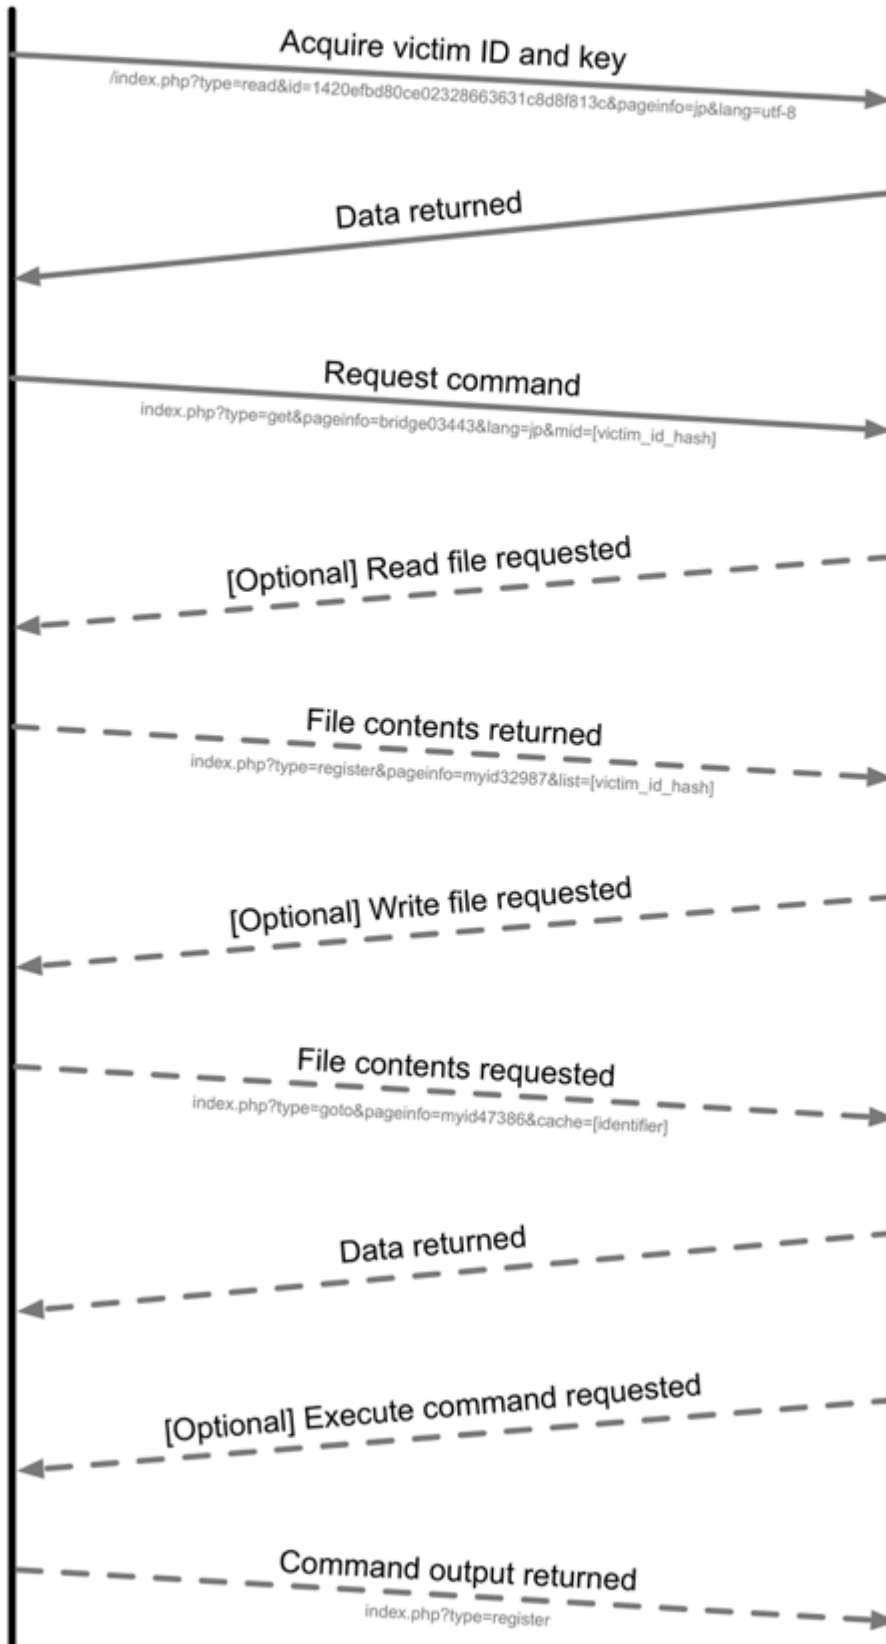 Acquire victim ID and key
/index.php?type=read&id=1420efbd80ce02328663631c8d8f813c&pageinfo=jp&lang=utf-8
Data returned
Request command
index.php?type=get&pageinfo=bridge03443&lang=jp&mid=[victim_id_hash]
[Optional] Read file requested
File contents returned
index.php?type=register&pageinfo=myid32987&list=[victim_id_hash]
[Optional] Write file requested
File contents requested
index.php?type=goto&pageinfo=myid47386&cache=[identifier]
Data returned
[Optional] Execute command requested
Command output returned
index.php?type=register